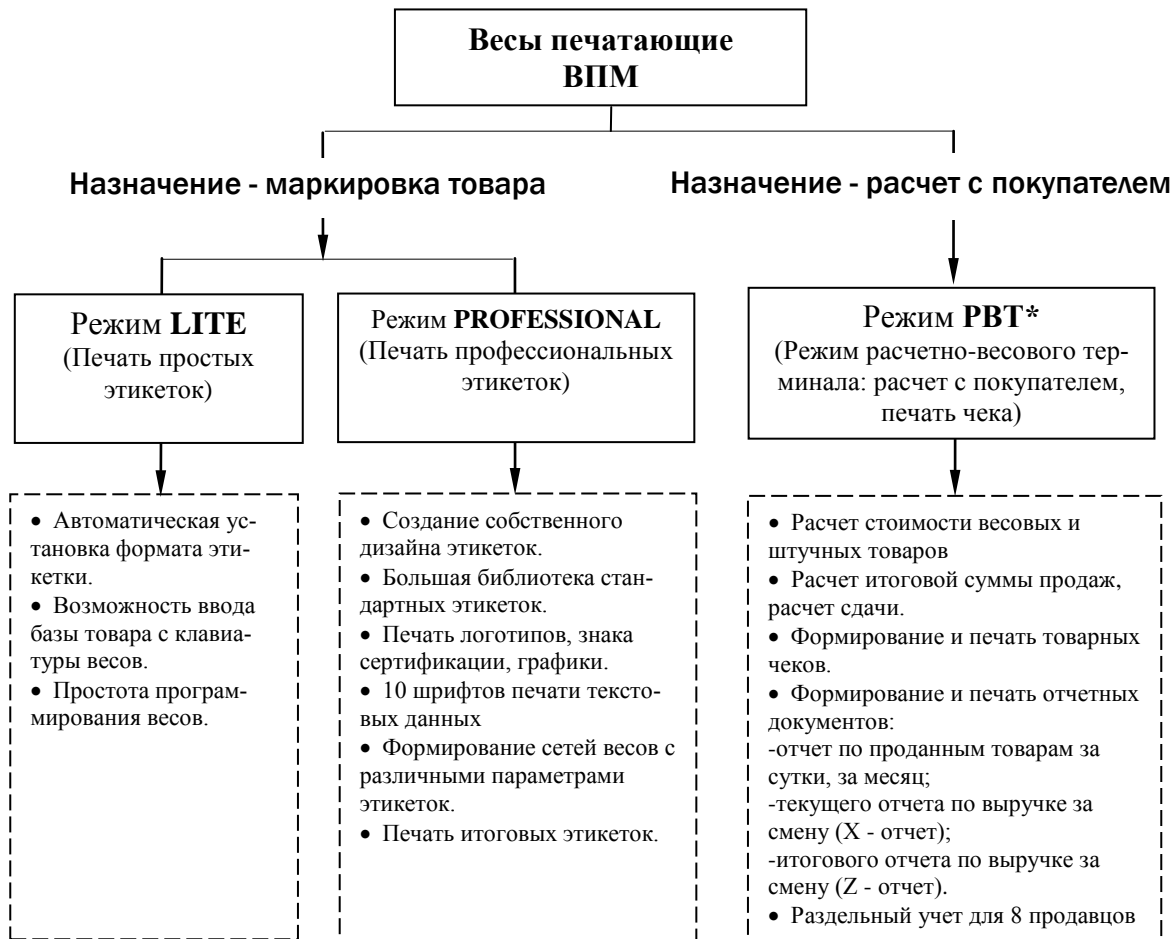 Весы печатающие
ВПМ
Назначение - маркировка товара
Назначение - расчет с покупателем
Режим LITE
(Печать простых
этикеток)
Режим PROFESSIONAL
(Печать профессиональных
этикеток)
Режим РВТ*
(Режим расчетно-весового тер-
минала: расчет с покупателем,
печать чека)
• Автоматическая ус-
тановка формата эти-
кетки.
• Возможность ввода
базы товара с клавиа-
туры весов.
• Простота програм-
мирования весов.
• Создание собственного
дизайна этикеток.
• Большая библиотека стан-
дартных этикеток.
• Печать логотипов, знака
сертификации, графики.
• 10 шрифтов печати тексто-
вых данных
• Формирование сетей весов с
различными параметрами
этикеток.
• Печать итоговых этикеток.
• Расчет стоимости весовых и
штучных товаров
• Расчет итоговой суммы продаж,
расчет сдачи.
• Формирование и печать товарных
чеков.
• Формирование и печать отчетных
документов:
-отчет по проданным товарам за
сутки, за месяц;
-текущего отчета по выручке за
смену (X - отчет);
-итогового отчета по выручке за
смену (Z - отчет).
• Раздельный учет для 8 продавцов